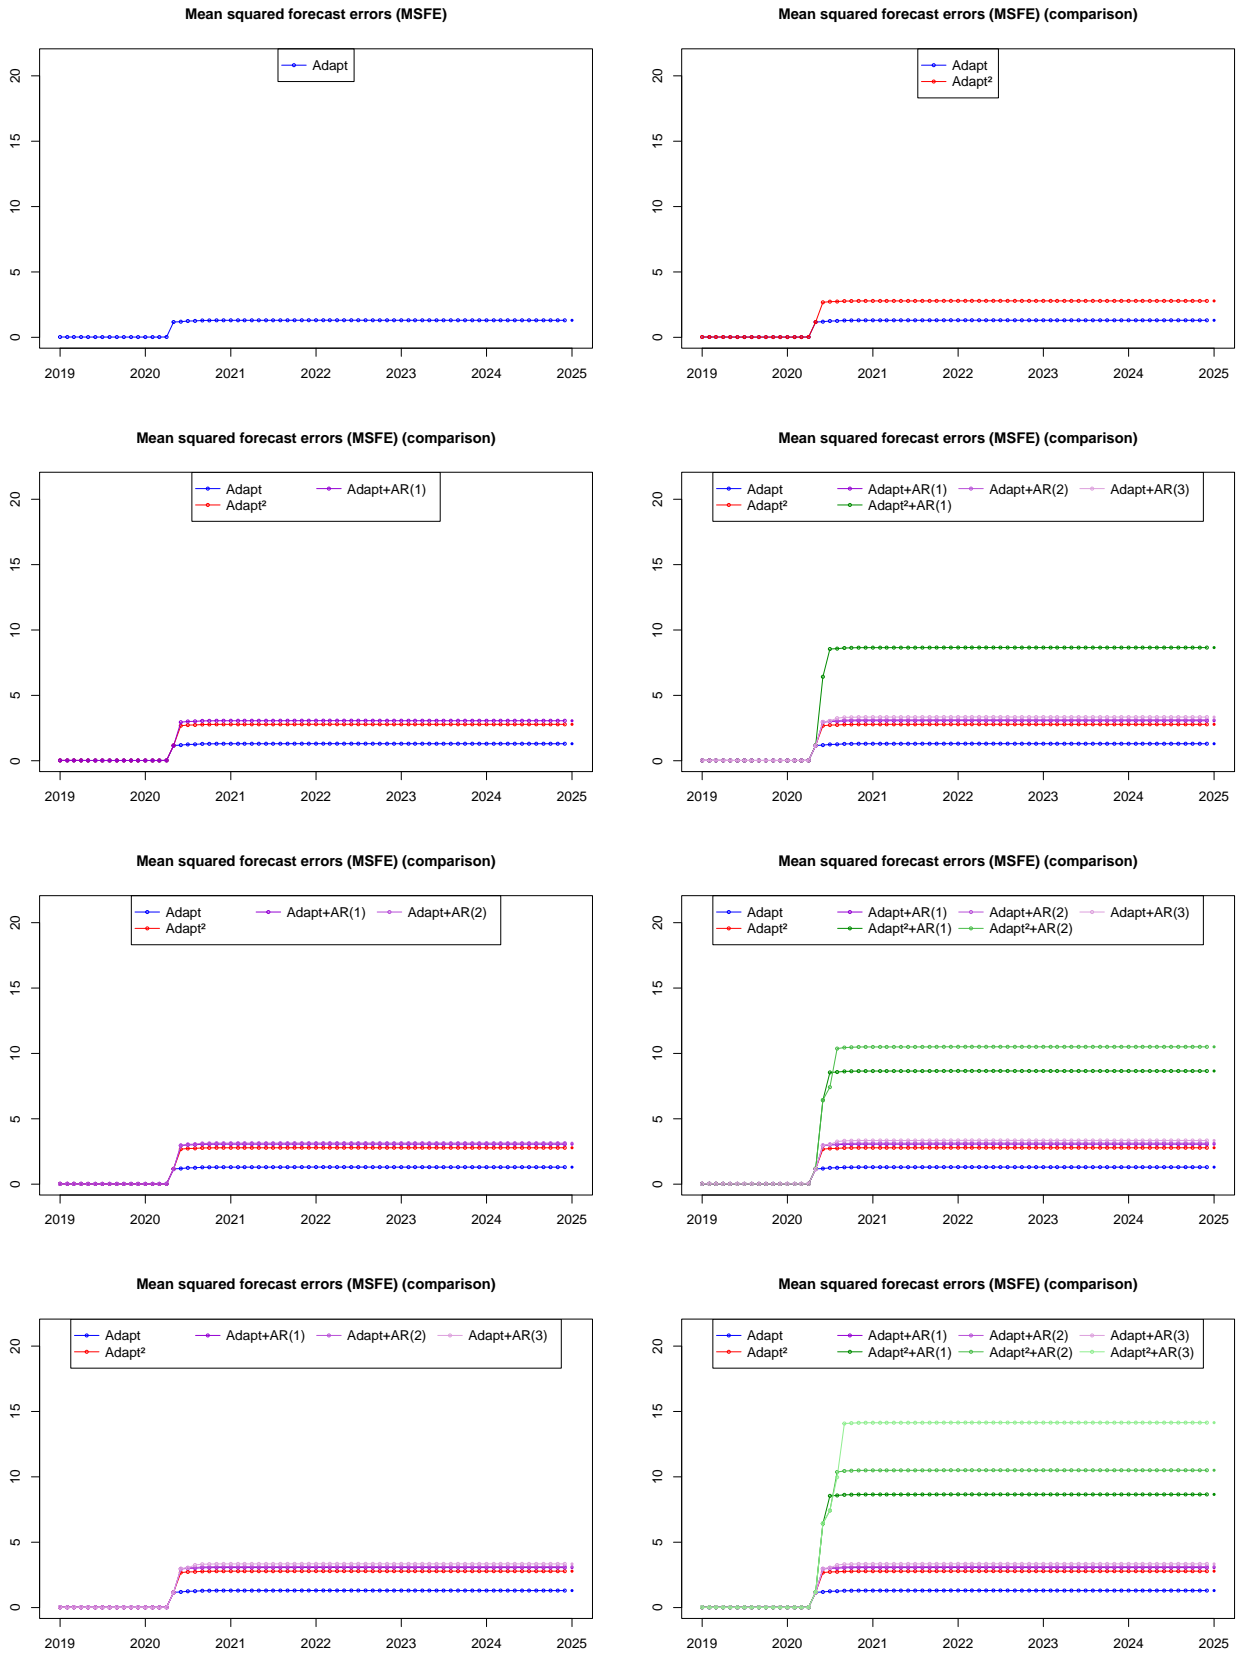 Mean squared forecast errors (MSFE)
Adapt
0 5 10 15 20
2019 2020 2021 2022 2023 2024 2025
Mean squared forecast errors (MSFE) (comparison)
Adapt
Adapt²
0 5 10 15 20
2019 2020 2021 2022 2023 2024 2025
Mean squared forecast errors (MSFE) (comparison)
Adapt Adapt+AR(1)
Adapt²
0 5 10 15 20
2019 2020 2021 2022 2023 2024 2025
Mean squared forecast errors (MSFE) (comparison)
Adapt Adapt+AR(1) Adapt+AR(2) Adapt+AR(3)
Adapt² Adapt²+AR(1)
0 5 10 15 20
2019 2020 2021 2022 2023 2024 2025
Mean squared forecast errors (MSFE) (comparison)
Adapt Adapt+AR(1) Adapt+AR(2)
Adapt²
0 5 10 15 20
2019 2020 2021 2022 2023 2024 2025
Mean squared forecast errors (MSFE) (comparison)
Adapt Adapt+AR(1) Adapt+AR(2) Adapt+AR(3)
Adapt² Adapt²+AR(1) Adapt²+AR(2)
0 5 10 15 20
2019 2020 2021 2022 2023 2024 2025
Mean squared forecast errors (MSFE) (comparison)
Adapt Adapt+AR(1) Adapt+AR(2) Adapt+AR(3)
Adapt²
0 5 10 15 20
2019 2020 2021 2022 2023 2024 2025
Mean squared forecast errors (MSFE) (comparison)
Adapt Adapt+AR(1) Adapt+AR(2) Adapt+AR(3)
Adapt² Adapt²+AR(1) Adapt²+AR(2) Adapt²+AR(3)
0 5 10 15 20
2019 2020 2021 2022 2023 2024 2025